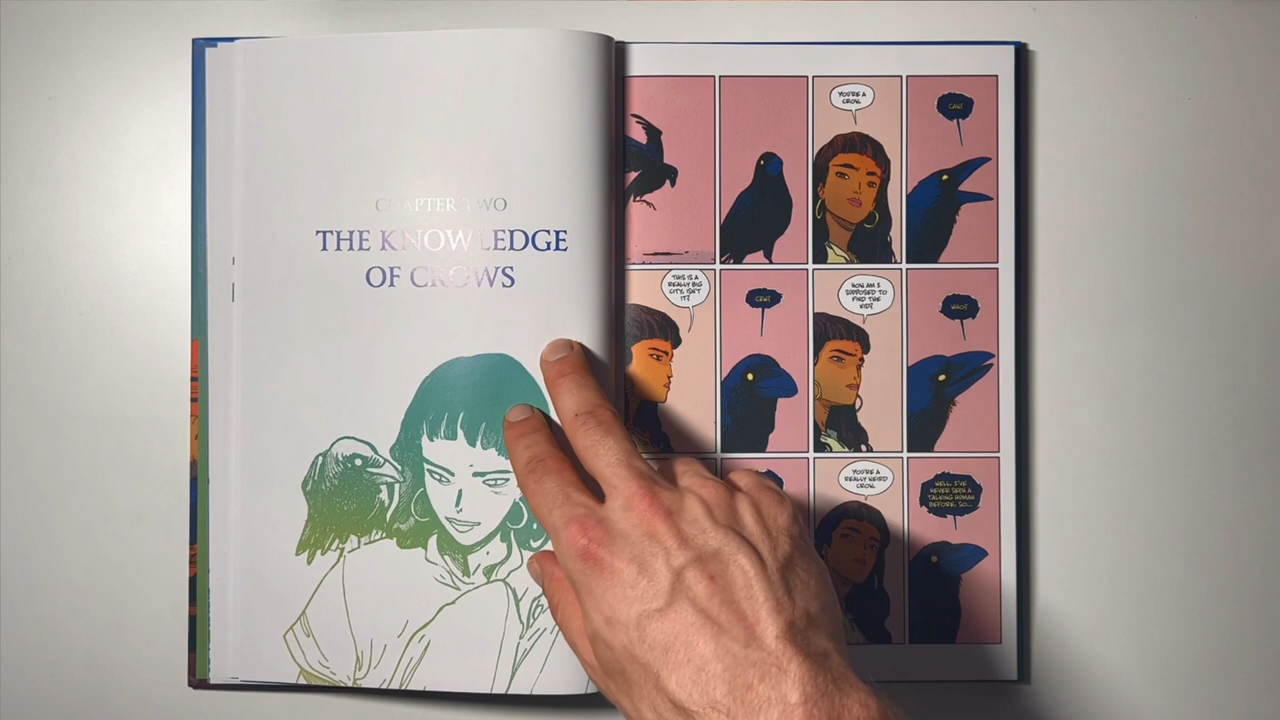 CHAPTER TWO
THE KNOWLEDGE
OF CROWS
YOU'RE A
CROW.
CAW!
THIS IS A
REALLY BIG
CITY, ISN'T
IT?
CAW?
HOW AM I
SUPPOSED TO
FIND THE
KID?
WHO?
YOU'RE A
REALLY WEIRD
CROW.
WELL, I'VE
NEVER SEEN A
TALKING HUMAN
BEFORE, SO...